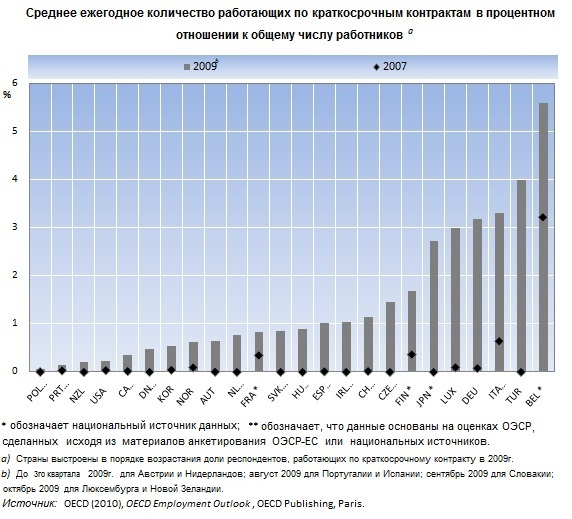 Среднее ежегодное количество работающих по краткосрочным контрактам в процентном
отношении к общему числу работников a
2009 b
2007
6
%
5
4
3
2
1
0
POL... PRT... NZL USA CA... DN... KOR NOR AUT NL... FRA * SVK... HU... ESP... IRL... CH... CZE... FIN * JPN * LUX DEU ITA... TUR BEL *
* обозначает национальный источник данных; ** обозначает, что данные основаны на оценках ОЭСР,
сделанных исходя из материалов анкетирования ОЭСР-ЕС или национальных источников.
a) Страны выстроены в порядке возрастания доли респондентов, работающих по краткосрочному контракту в 2009г.
b) До 3го квартала 2009г. для Австрии и Нидерландов; август 2009 для Португалии и Испании; сентябрь 2009 для Словакии;
октябрь 2009 для Люксембурга и Новой Зеландии.
Источник: OECD (2010), OECD Employment Outlook , OECD Publishing, Paris.